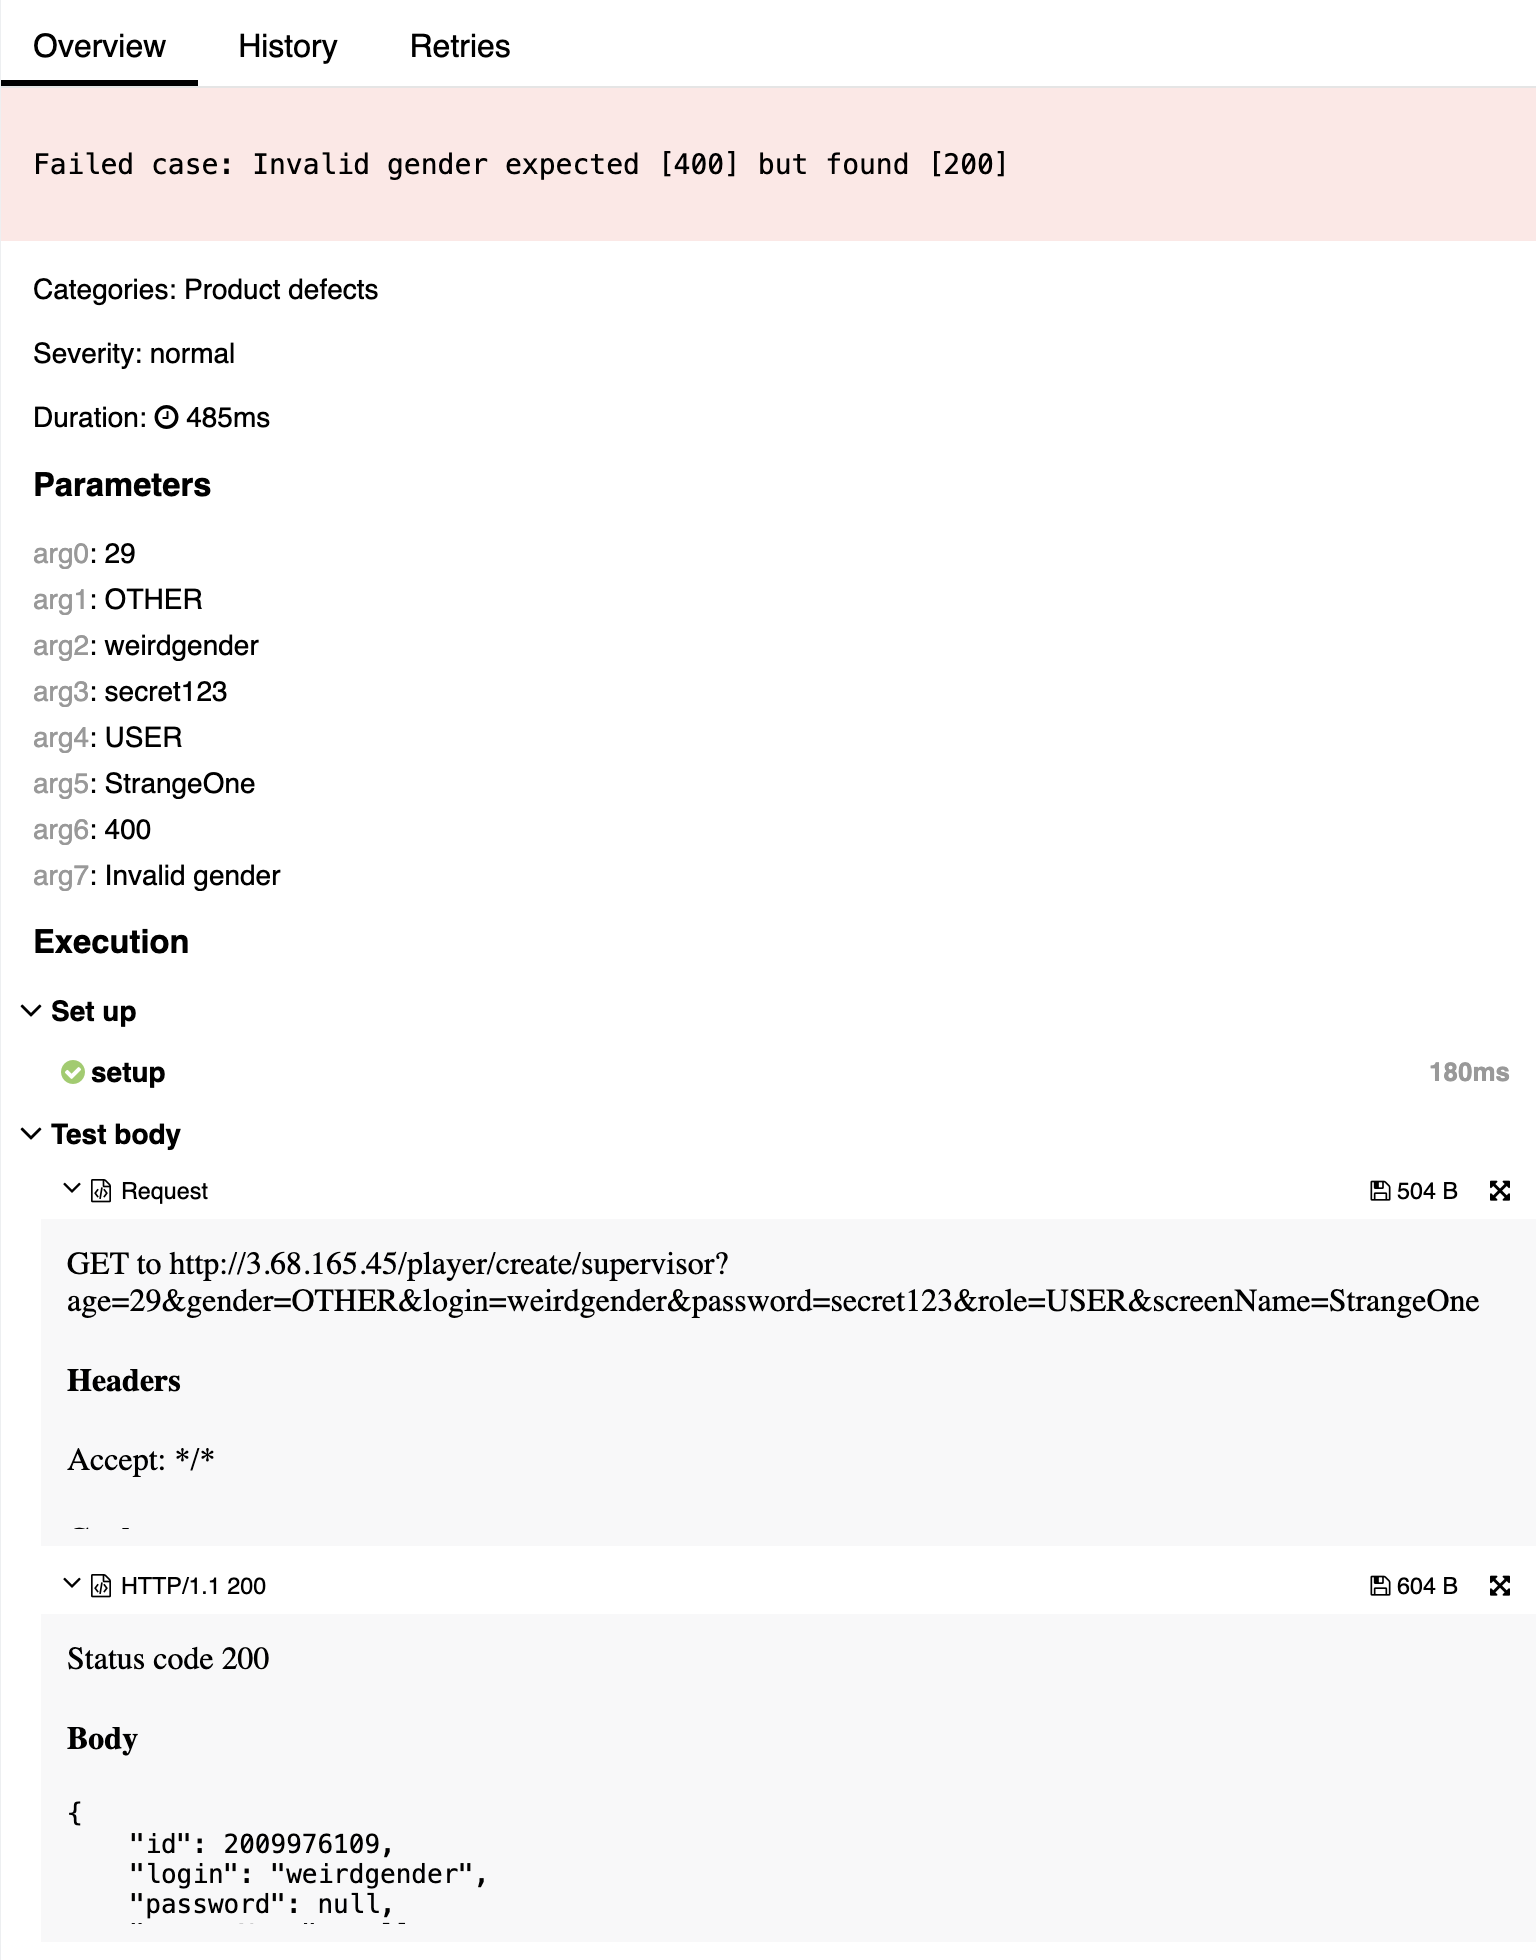 Overview History Retries
Failed case: Invalid gender expected [400] but found [200]
Categories: Product defects
Severity: normal
Duration: 485ms
Parameters
arg0: 29
arg1: OTHER
arg2: weirdgender
arg3: secret123
arg4: USER
arg5: StrangeOne
arg6: 400
arg7: Invalid gender
Execution
Set up
setup 180ms
Test body
Request 504 B
GET to http://3.68.165.45/player/create/supervisor?
age=29&gender=OTHER&login=weirdgender&password=secret123&role=USER&screenName=StrangeOne
Headers
Accept: */*
HTTP/1.1 200 604 B
Status code 200
Body
{
"id": 2009976109,
"login": "weirdgender",
"password": null,